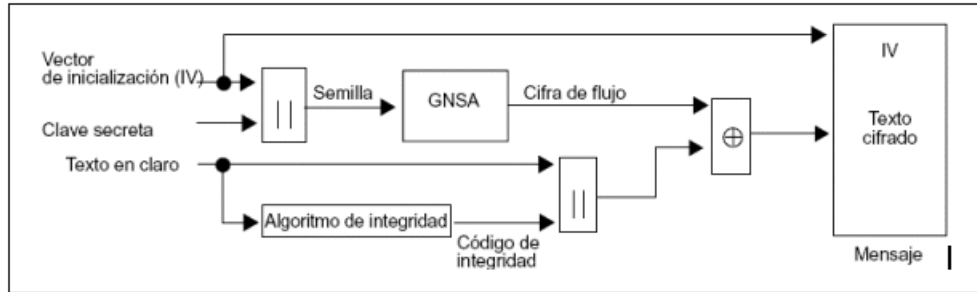 Vector
de inicialización (IV)
Clave secreta
Texto en claro
||
Semilla
GNSA
Cifra de flujo
Algoritmo de integridad
Código de
integridad
||
⊕
IV
Texto
cifrado
Mensaje